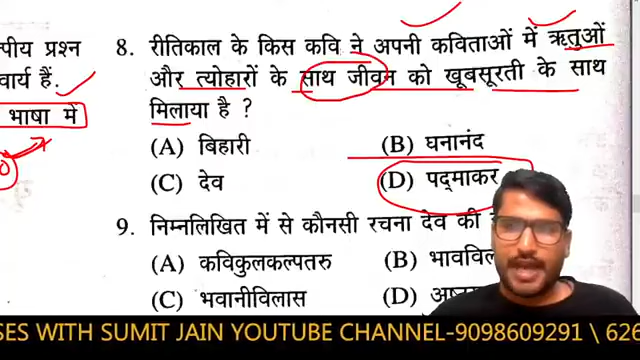 त्पीय प्रश्न
वार्य हैं.
भाषा में
8. रीतिकाल के किस कवि ने अपनी कविताओं में ऋतुओं
और त्योहारों के साथ जीवन को खूबसूरती के साथ
मिलाया है ?
(A) बिहारी (B) घनानंद
(C) देव (D) पद्माकर
9. निम्नलिखित में से कौनसी रचना देव की
(A) कविकुलकल्पतरु (B)
(C) भवानीविलास (D)
SES WITH SUMIT JAIN YOUTUBE CHANNEL-9098609291 \ 626